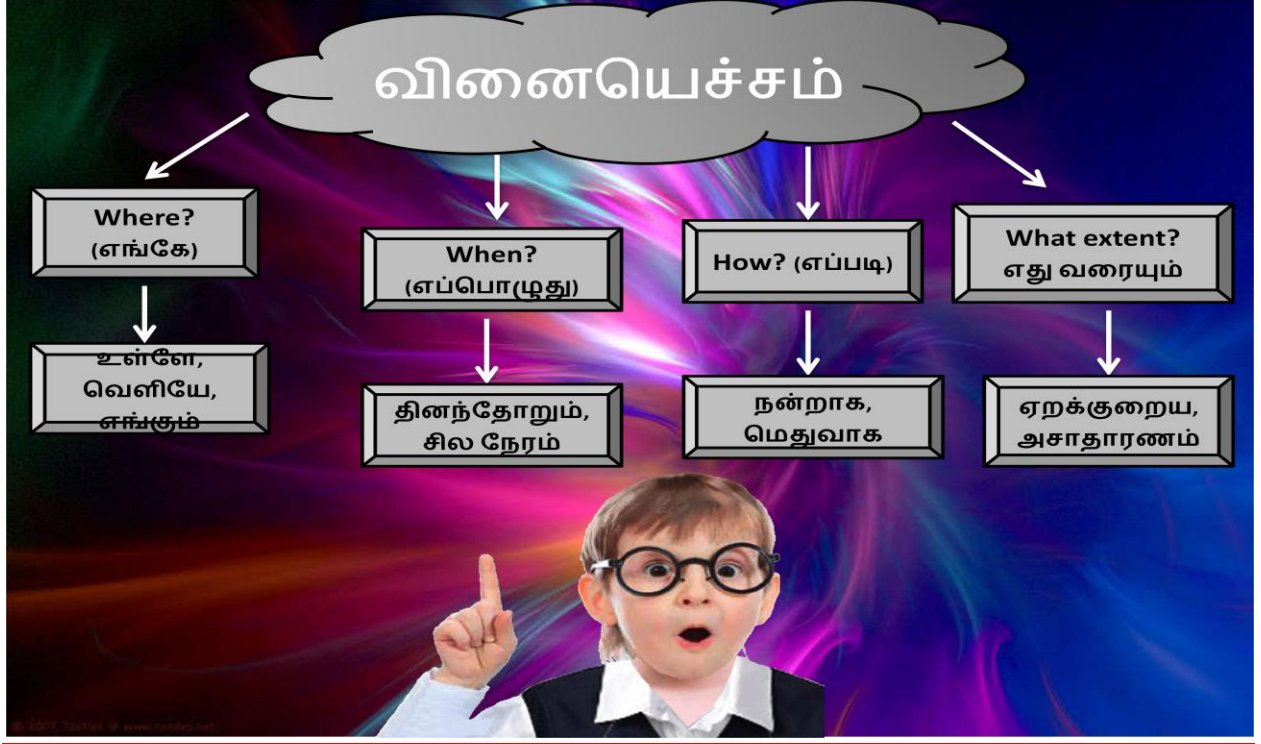 வினையெச்சம்
Where?
(எங்கே)
உள்ளே,
வெளியே,
எங்கும்
When?
(எப்பொழுது)
தினந்தோறும்,
சில நேரம்
How? (எப்படி)
நன்றாக,
மெதுவாக
What extent?
எது வரையும்
ஏறக்குறைய,
அசாதாரணம்